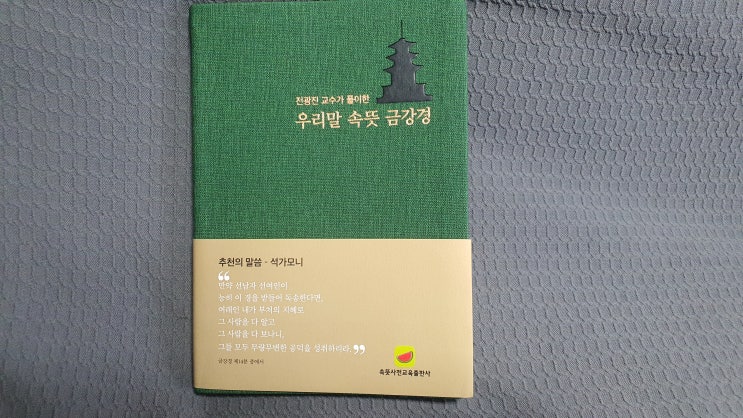 전광진 교수가 풀이한
우리말 속뜻 금강경
추천의 말씀 - 석가모니
“
만약 선남자 선여인이
능히 이 경을 받들어 독송한다면,
여래인 내가 부처의 지혜로
그 사람을 다 알고
그 사람을 다 보나니,
그들 모두 무량무변한 공덕을 성취하리라.”
금강경 제14분 중에서
속뜻사전교육출판사